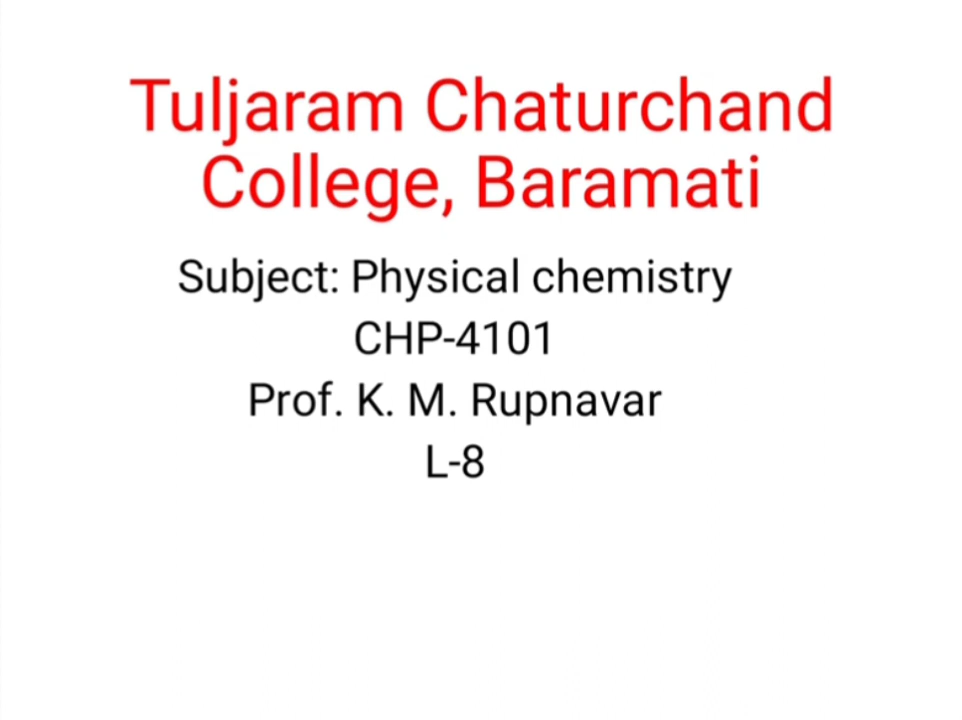 Tuljaram Chaturchand
College, Baramati
Subject: Physical chemistry
CHP-4101
Prof. K. M. Rupnavar
L-8